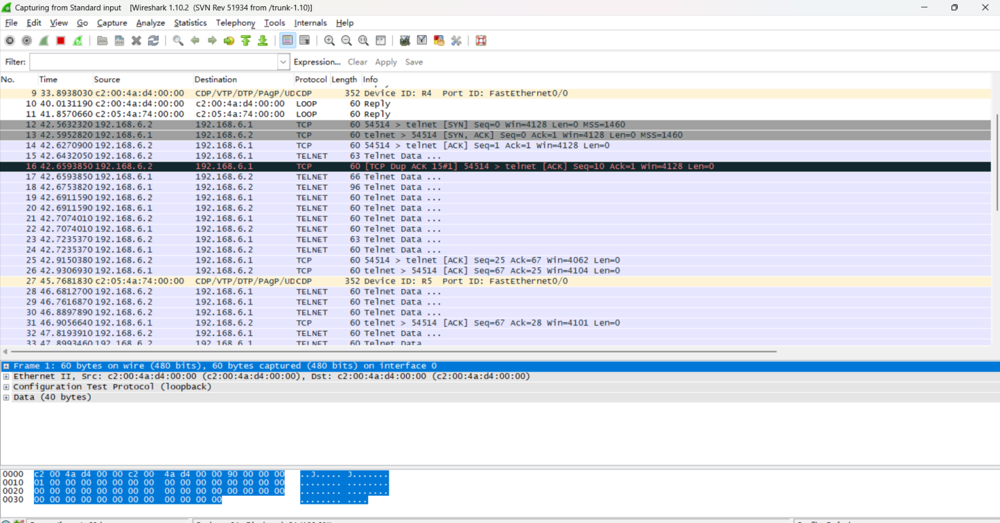 Capturing from Standard input [Wireshark 1.10.2 (SVN Rev 51934 from /trunk-1.10)]
File Edit View Go Capture Analyze Statistics Telephony Tools Internals Help
Filter: Expression... Clear Apply Save
No. Time Source Destination Protocol Length Info
9 33.8938030 c2:00:4a:d4:00:00 CDP/VTP/DTP/PAgP/UD CDP 352 Device ID: R4 Port ID: FastEthernet0/0
10 40.0131190 c2:00:4a:d4:00:00 c2:00:4a:d4:00:00 LOOP 60 Reply
11 41.8570660 c2:05:4a:74:00:00 c2:05:4a:74:00:00 LOOP 60 Reply
12 42.5632320 192.168.6.2 192.168.6.1 TCP 60 54514 > telnet [SYN] Seq=0 Win=4128 Len=0 MSS=1460
13 42.5952820 192.168.6.1 192.168.6.2 TCP 60 telnet > 54514 [SYN, ACK] Seq=0 Ack=1 Win=4128 Len=0 MSS=1460
14 42.6270900 192.168.6.2 192.168.6.1 TCP 60 54514 > telnet [ACK] Seq=1 Ack=1 Win=4128 Len=0
15 42.6432050 192.168.6.2 192.168.6.1 TELNET 63 Telnet Data ...
16 42.6593850 192.168.6.2 192.168.6.1 TCP 60 [TCP Dup ACK 15#1] 54514 > telnet [ACK] Seq=10 Ack=1 Win=4128 Len=0
17 42.6593850 192.168.6.1 192.168.6.2 TELNET 66 Telnet Data ...
18 42.6753820 192.168.6.1 192.168.6.2 TELNET 96 Telnet Data ...
19 42.6911590 192.168.6.2 192.168.6.1 TELNET 60 Telnet Data ...
20 42.6911590 192.168.6.1 192.168.6.2 TELNET 60 Telnet Data ...
21 42.7074010 192.168.6.2 192.168.6.1 TELNET 60 Telnet Data ...
22 42.7074010 192.168.6.1 192.168.6.2 TELNET 60 Telnet Data ...
23 42.7235370 192.168.6.2 192.168.6.1 TELNET 63 Telnet Data ...
24 42.7235370 192.168.6.1 192.168.6.2 TELNET 60 Telnet Data ...
25 42.9150380 192.168.6.2 192.168.6.1 TCP 60 54514 > telnet [ACK] Seq=25 Ack=67 Win=4062 Len=0
26 42.9306930 192.168.6.1 192.168.6.2 TCP 60 telnet > 54514 [ACK] Seq=67 Ack=25 Win=4104 Len=0
27 45.7681830 c2:05:4a:74:00:00 CDP/VTP/DTP/PAgP/UD CDP 352 Device ID: R5 Port ID: FastEthernet0/0
28 46.6812700 192.168.6.2 192.168.6.1 TELNET 60 Telnet Data ...
29 46.7616870 192.168.6.2 192.168.6.1 TELNET 60 Telnet Data ...
30 46.8897890 192.168.6.2 192.168.6.1 TELNET 60 Telnet Data ...
31 46.9056640 192.168.6.1 192.168.6.2 TCP 60 telnet > 54514 [ACK] Seq=67 Ack=28 Win=4101 Len=0
32 47.8193910 192.168.6.2 192.168.6.1 TELNET 60 Telnet Data ...
33 47.8993460 192.168.6.2 192.168.6.1 TELNET 60 Telnet Data
Frame 1: 60 bytes on wire (480 bits), 60 bytes captured (480 bits) on interface 0
Ethernet II, Src: c2:00:4a:d4:00:00 (c2:00:4a:d4:00:00), Dst: c2:00:4a:d4:00:00 (c2:00:4a:d4:00:00)
Configuration Test Protocol (loopback)
Data (40 bytes)
0000 c2 00 4a d4 00 00 c2 00 4a d4 00 00 90 00 00 00 ..J..... J.......
0010 01 00 00 00 00 00 00 00 00 00 00 00 00 00 00 00 ........ ........
0020 00 00 00 00 00 00 00 00 00 00 00 00 00 00 00 00 ........ ........
0030 00 00 00 00 00 00 00 00 00 00 00 00 ........ ....